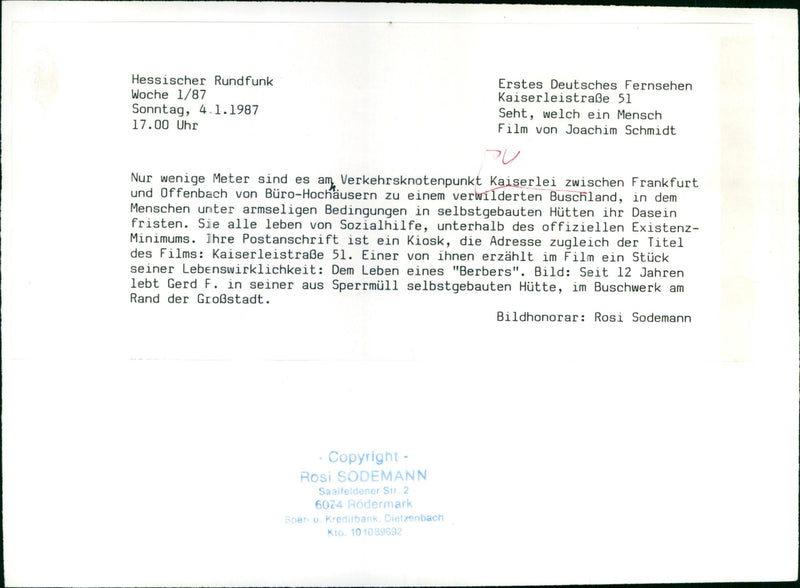 Hessischer Rundfunk
Woche 1/87
Sonntag, 4.1.1987
17.00 Uhr
Erstes Deutsches Fernsehen
Kaiserleistraße 51
Seht, welch ein Mensch
Film von Joachim Schmidt
Nur wenige Meter sind es am Verkehrsknotenpunkt Kaiserlei zwischen Frankfurt
und Offenbach von Büro-Hochhäusern zu einem verwilderten Buschland, in dem
Menschen unter armseligen Bedingungen in selbstgebauten Hütten ihr Dasein
fristen. Sie alle leben von Sozialhilfe, unterhalb des offiziellen Existenz-
Minimums. Ihre Postanschrift ist ein Kiosk, die Adresse zugleich der Titel
des Films: Kaiserleistraße 51. Einer von ihnen erzählt im Film ein Stück
seiner Lebenswirklichkeit: Dem Leben eines "Berbers". Bild: Seit 12 Jahren
lebt Gerd F. in seiner aus Sperrmüll selbstgebauten Hütte, im Buschwerk am
Rand der Großstadt.
Bildhonorar: Rosi Sodemann
- Copyright -
Rosi SODEMANN
Saalfeldener Str. 2
6074 Rödermark
Spar- u. Kreditbank, Dietzenbach
Kto. 101089692